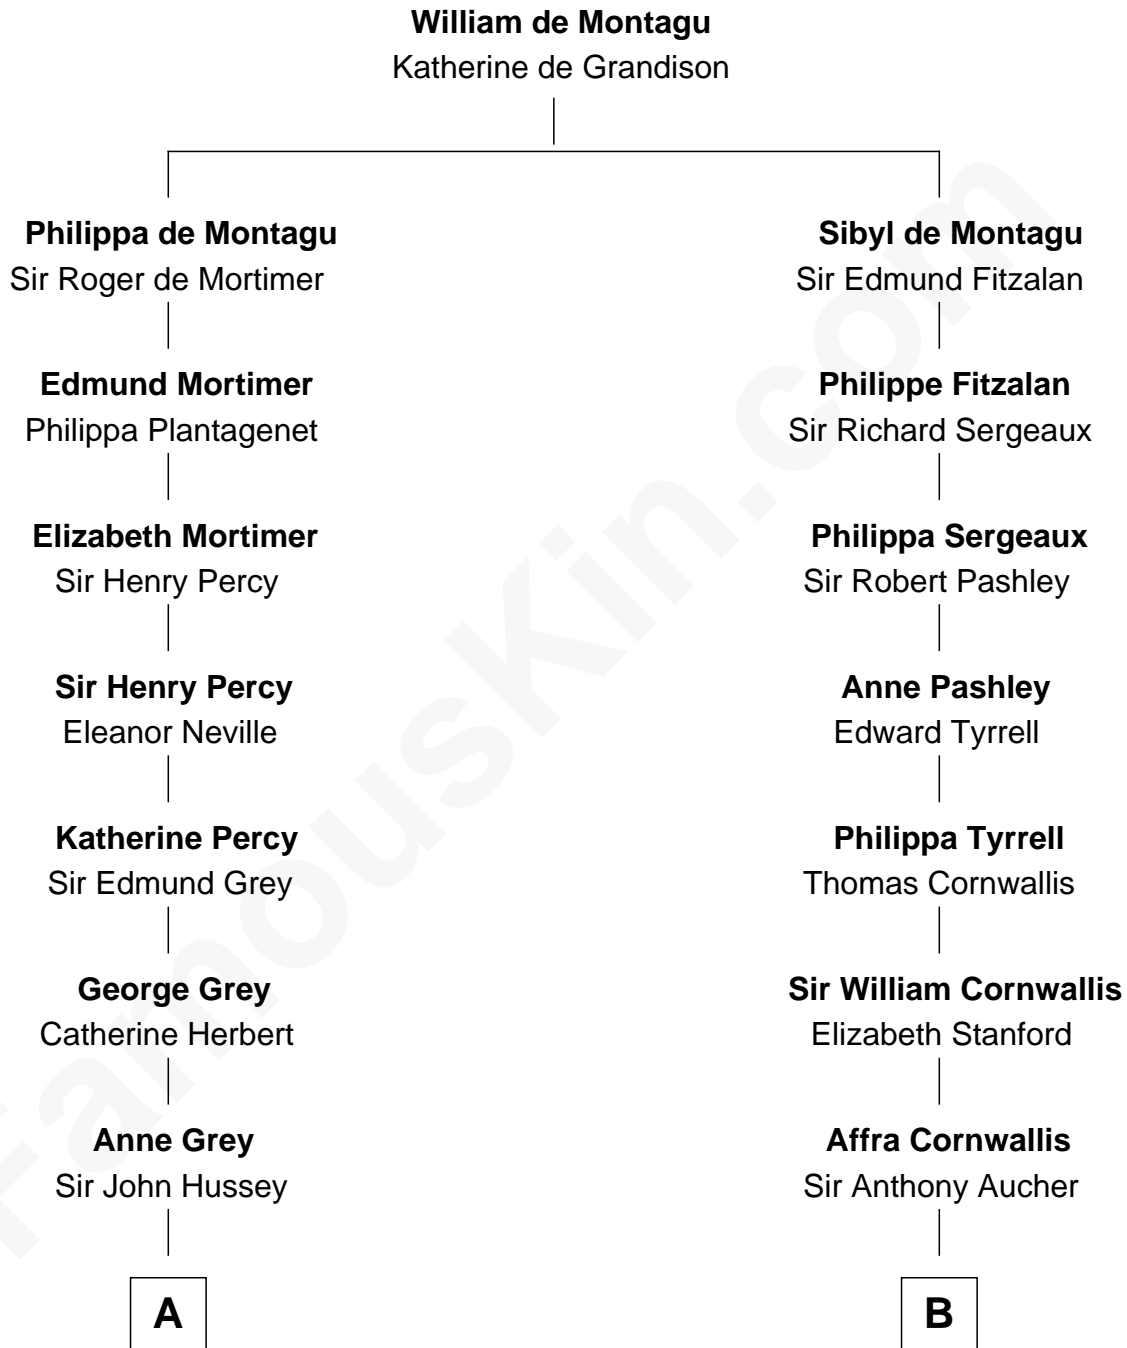 William de Montagu
Katherine de Grandison
Philippa de Montagu
Sir Roger de Mortimer
Sibyl de Montagu
Sir Edmund Fitzalan
Edmund Mortimer
Philippa Plantagenet
Philippe Fitzalan
Sir Richard Sergeaux
Elizabeth Mortimer
Sir Henry Percy
Philippa Sergeaux
Sir Robert Pashley
Sir Henry Percy
Eleanor Neville
Anne Pashley
Edward Tyrrell
Katherine Percy
Sir Edmund Grey
Philippa Tyrrell
Thomas Cornwallis
George Grey
Catherine Herbert
Sir William Cornwallis
Elizabeth Stanford
Anne Grey
Sir John Hussey
Affra Cornwallis
Sir Anthony Aucher
A
B
FamousKin.com